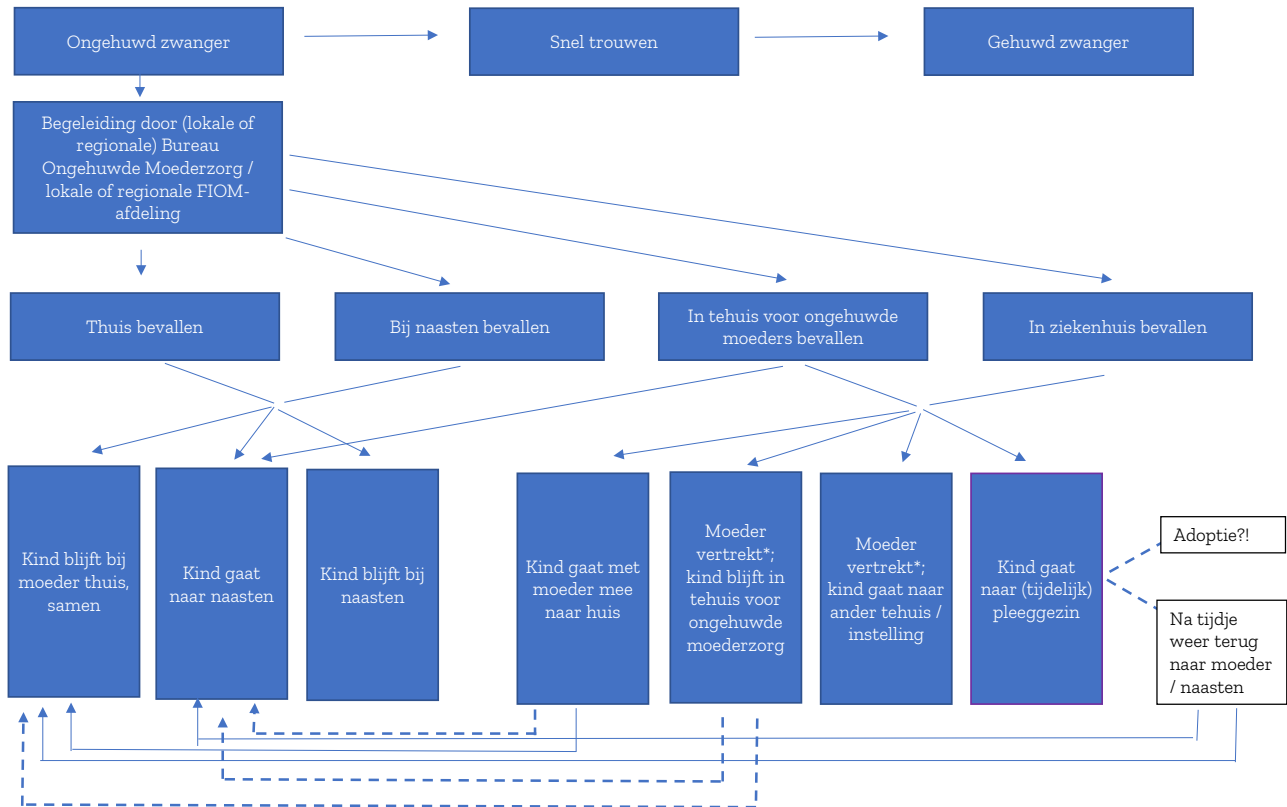 Ongehuwd zwanger
Snel trouwen
Gehuwd zwanger
Begeleiding door (lokale of
regionale) Bureau
Ongehuwde Moederzorg /
lokale of regionale FIOM-
afdeling
Thuis bevallen
Bij naasten bevallen
In tehuis voor ongehuwde
moeders bevallen
In ziekenhuis bevallen
Kind blijft bij
moeder thuis,
samen
Kind gaat
naar naasten
Kind blijft bij
naasten
Kind gaat met
moeder mee
naar huis
Moeder
vertrekt*;
kind blijft in
tehuis voor
ongehuwde
moederzorg
Moeder
vertrekt*;
kind gaat naar
ander tehuis /
instelling
Kind gaat
naar (tijdelijk)
pleeggezin
Adoptie?!
Na tijdje
weer terug
naar moeder
/ naasten